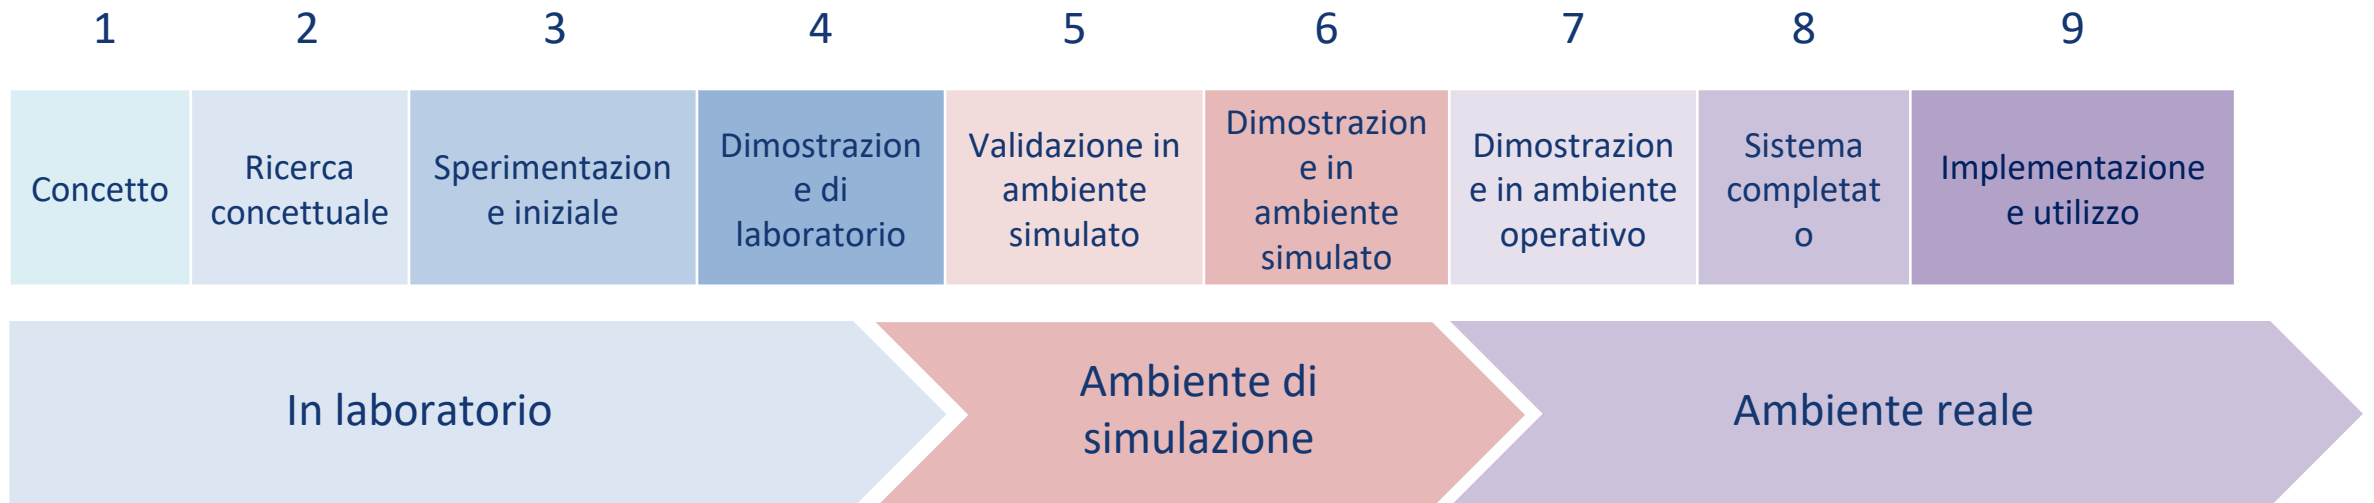 1 2 3 4 5 6 7 8 9
Concetto
Ricerca
concettuale
Sperimentazion
e iniziale
Dimostrazion
e di
laboratorio
Validazione in
ambiente
simulato
Dimostrazion
e in
ambiente
simulato
Dimostrazion
e in ambiente
operativo
Sistema
completat
o
Implementazione
e utilizzo
In laboratorio
Ambiente di
simulazione
Ambiente reale